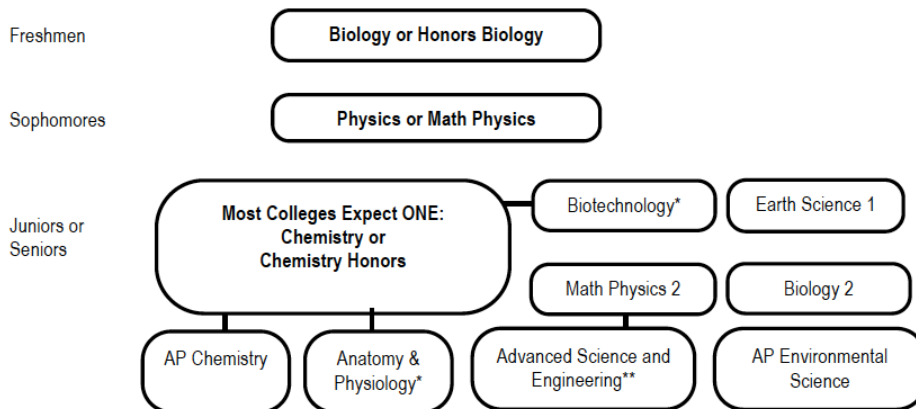 Freshmen
Biology or Honors Biology
Sophomores
Physics or Math Physics
Juniors or
Seniors
Most Colleges Expect ONE:
Chemistry or
Chemistry Honors
Biotechnology*
Earth Science 1
Math Physics 2
Biology 2
AP Chemistry
Anatomy &
Physiology*
Advanced Science and
Engineering**
AP Environmental
Science